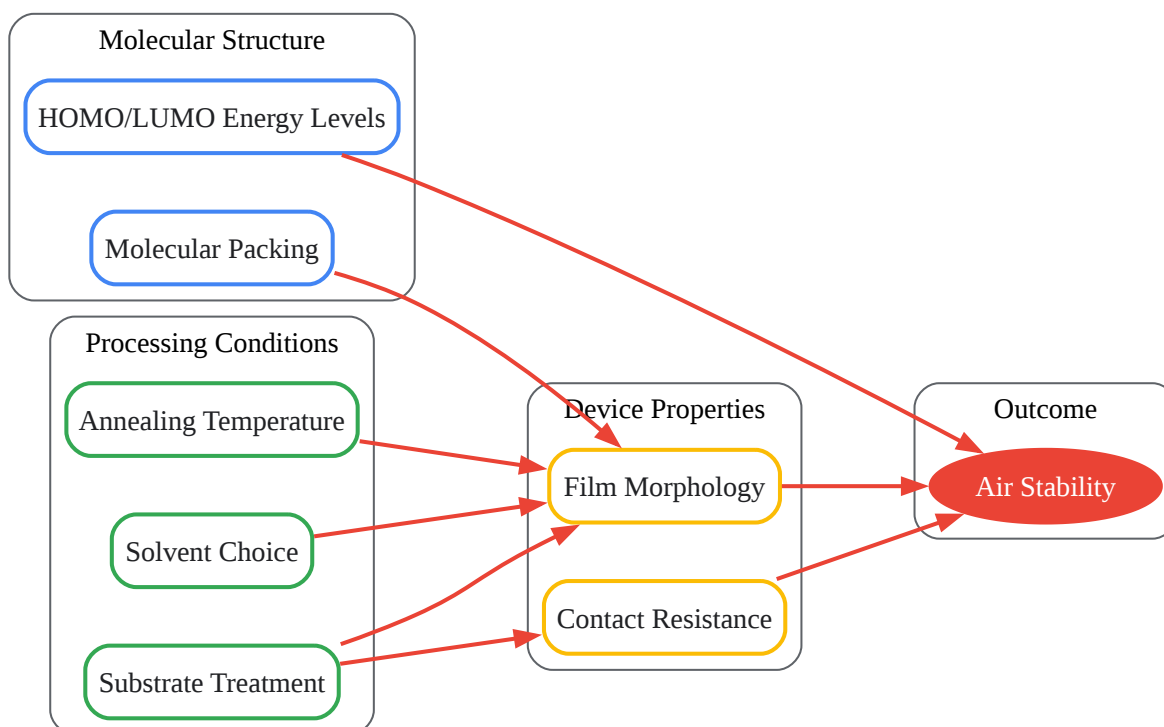 Molecular Structure
HOMO/LUMO Energy Levels
Molecular Packing
Processing Conditions
Annealing Temperature
Solvent Choice
Substrate Treatment
Device Properties
Film Morphology
Contact Resistance
Outcome
Air Stability